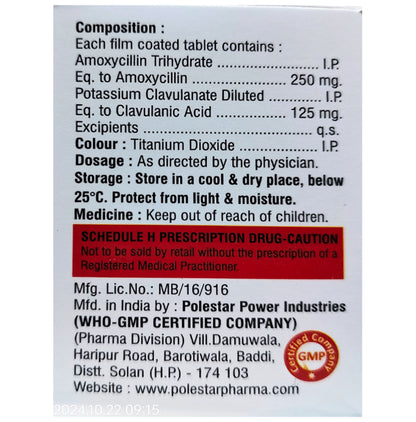 Composition :
Each film coated tablet contains :
Amoxycillin Trihydrate ........................ I.P.
Eq. to Amoxycillin ........................ 250 mg.
Potassium Clavulanate Diluted ............ I.P.
Eq. to Clavulanic Acid .................. 125 mg.
Excipients ........................................ q.s.
Colour : Titanium Dioxide .................. I.P.
Dosage : As directed by the physician.
Storage : Store in a cool & dry place, below
25°C. Protect from light & moisture.
Medicine : Keep out of reach of children.
SCHEDULE H PRESCRIPTION DRUG-CAUTION
Not to be sold by retail without the prescription of a
Registered Medical Practitioner.
Mfg. Lic.No.: MB/16/916
Mfd. in India by : Polestar Power Industries
(WHO-GMP CERTIFIED COMPANY)
(Pharma Division) Vill.Damuwala,
Haripur Road, Barotiwala, Baddi,
Distt. Solan (H.P.) - 174 103
Website : www.polestarpharma.com
Certified Company
GMP
2024.10.22 09:15